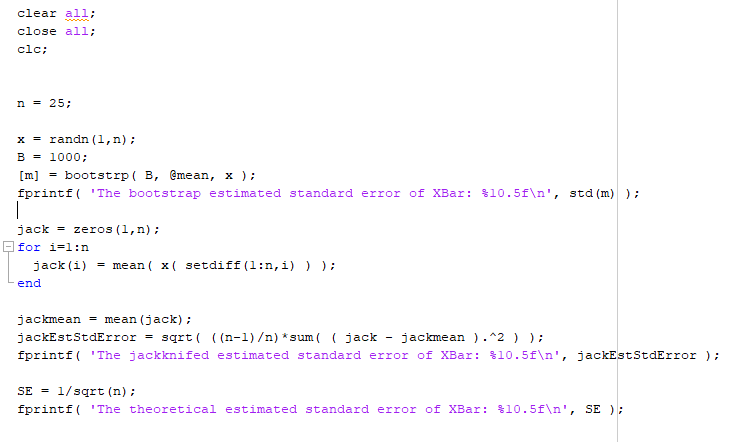 clear all;
close all;
clc;
n = 25;
x = randn(1,n);
B = 1000;
[m] = bootstrp( B, @mean, x );
fprintf( 'The bootstrap estimated standard error of XBar: %10.5f\n', std(m) );
jack = zeros(1,n);
for i=1:n
jack(i) = mean( x( setdiff(1:n,i) ) );
end
jackmean = mean(jack);
jackEstStdError = sqrt( ((n-1)/n)*sum( ( jack - jackmean ).^2 ) );
fprintf( 'The jackknifed estimated standard error of XBar: %10.5f\n', jackEstStdError );
SE = 1/sqrt(n);
fprintf( 'The theoretical estimated standard error of XBar: %10.5f\n', SE );